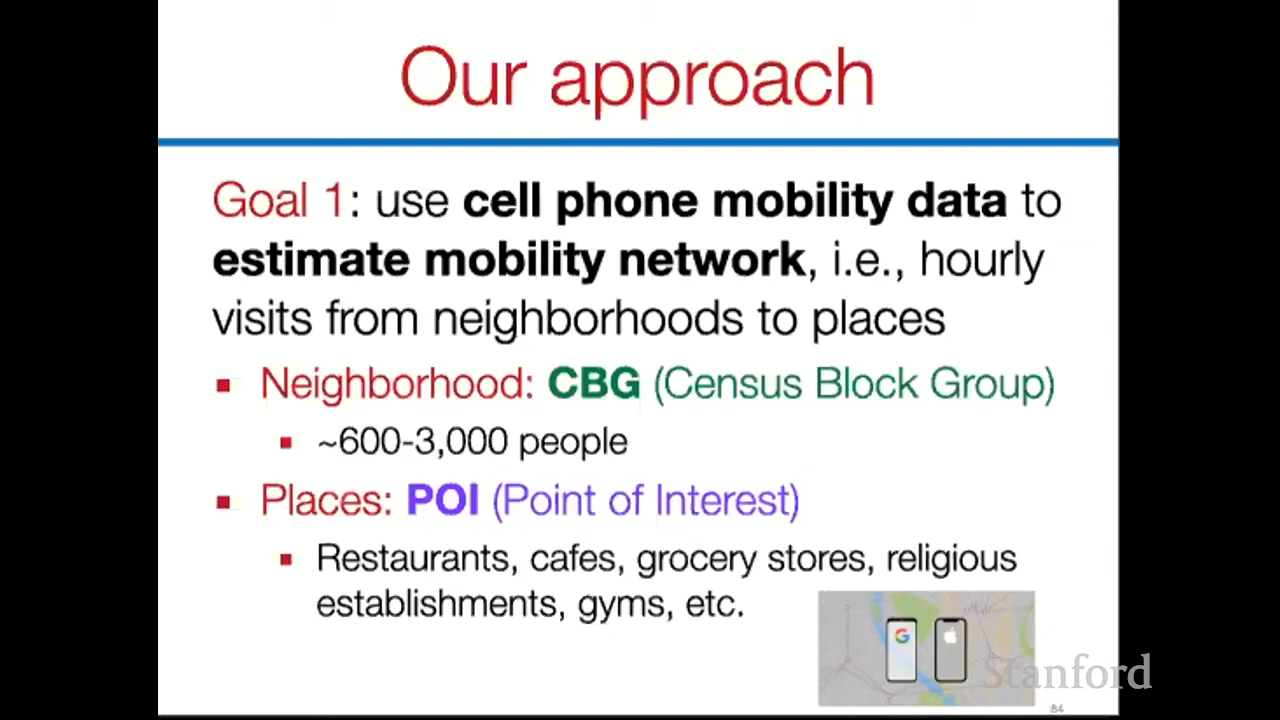 Our approach
Goal 1: use cell phone mobility data to
estimate mobility network, i.e., hourly
visits from neighborhoods to places
▪ Neighborhood: CBG (Census Block Group)
▪ ~600-3,000 people
▪ Places: POI (Point of Interest)
▪ Restaurants, cafes, grocery stores, religious
establishments, gyms, etc.
G
Stanford
84